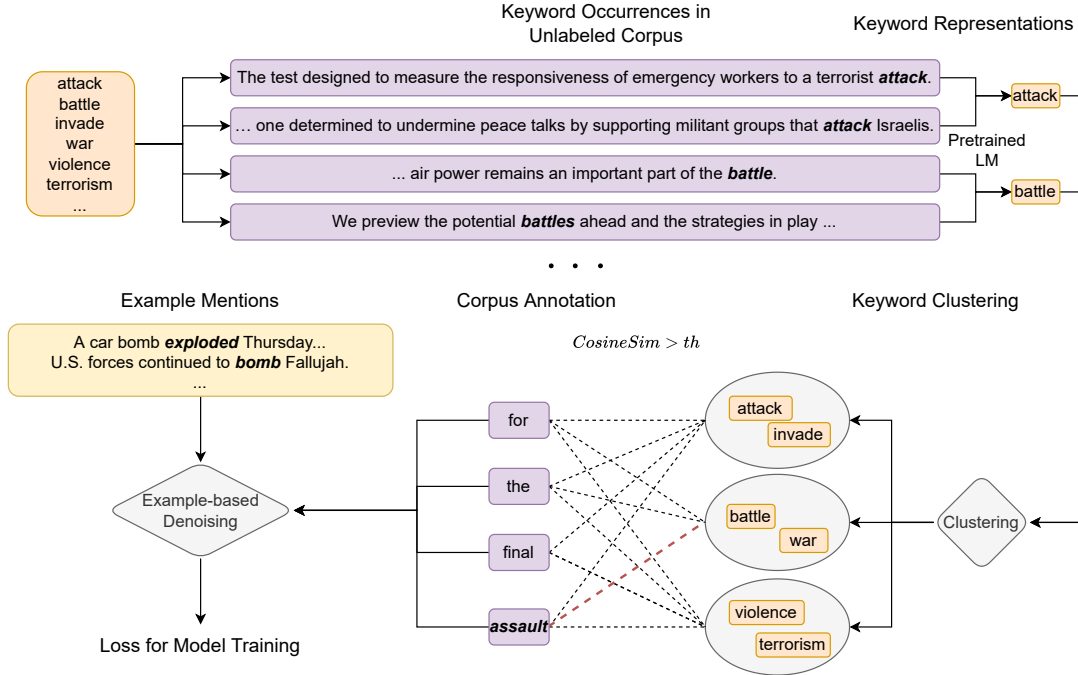 Keyword Occurrences in
Unlabeled Corpus
Keyword Representations
attack
battle
invade
war
violence
terrorism
...
The test designed to measure the responsiveness of emergency workers to a terrorist attack.
... one determined to undermine peace talks by supporting militant groups that attack Israelis.
... air power remains an important part of the battle.
We preview the potential battles ahead and the strategies in play ...
attack
Pretrained
LM
battle
. . .
Example Mentions
Corpus Annotation
Keyword Clustering
A car bomb exploded Thursday...
U.S. forces continued to bomb Fallujah.
...
CosineSim > th
for
the
final
assault
attack
invade
battle
war
violence
terrorism
Clustering
Example-based
Denoising
Loss for Model Training